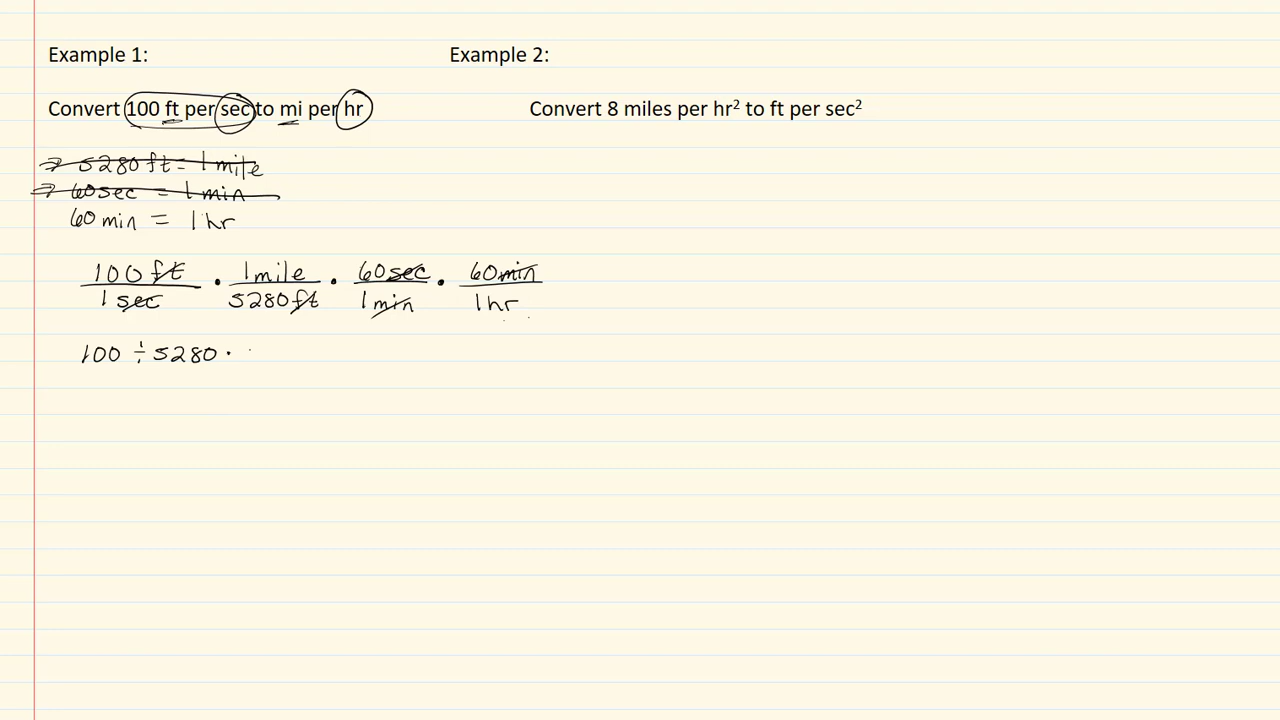 Example 1:
Example 2:
Convert 100 ft per sec to mi per hr
Convert 8 miles per hr² to ft per sec²
→ 5280 ft = 1 mile
→ 60 sec = 1 min
60 min = 1 hr
100 ft · 1 mile · 60 sec · 60 min
1 sec 5280 ft 1 min 1 hr
100 ÷ 5280 ·